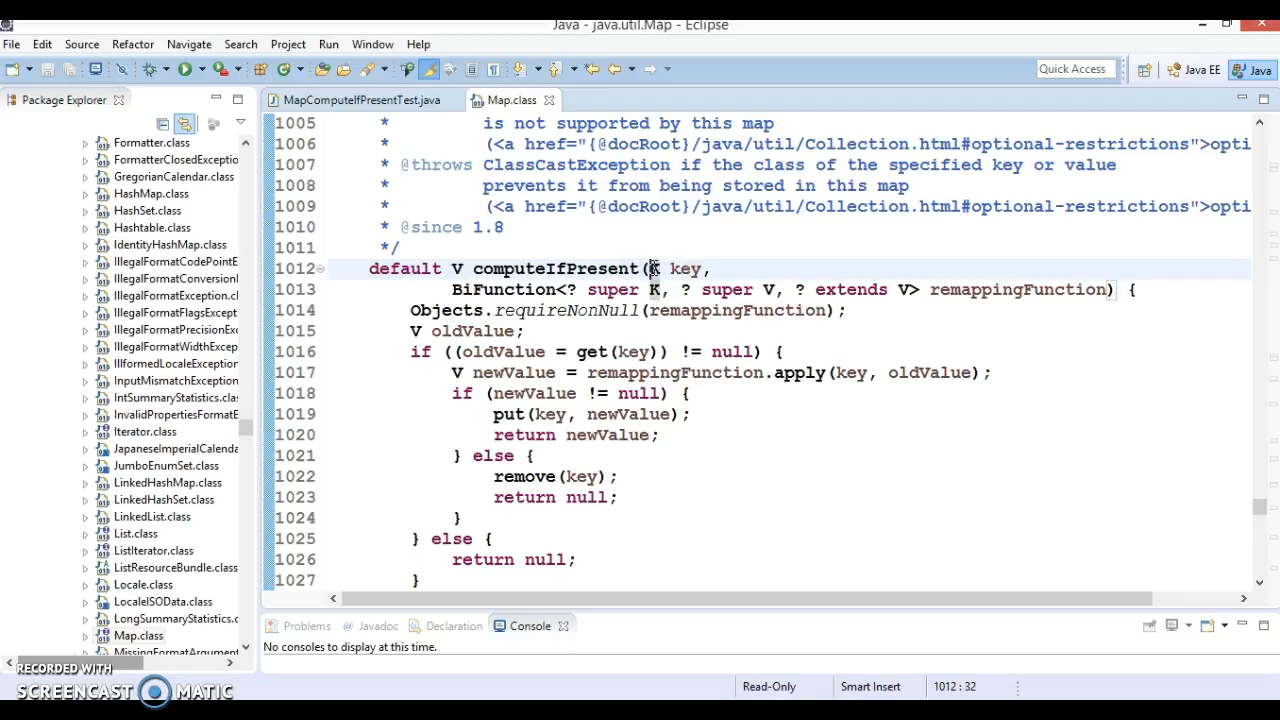 Java - java.util.Map - Eclipse
File Edit Source Refactor Navigate Search Project Run Window Help
Quick Access
Java EE
Java
Package Explorer
MapComputeIfPresentTest.java
Map.class
Formatter.class
FormatterClosedExceptio
GregorianCalendar.class
HashMap.class
HashSet.class
Hashtable.class
IdentityHashMap.class
IllegalFormatCodePointE
IllegalFormatConversion
IllegalFormatException.cl
IllegalFormatFlagsExcept
IllegalFormatPrecisionEx
IllegalFormatWidthExcep
IllformedLocaleException
InputMismatchException
IntSummaryStatistics.cla
InvalidPropertiesFormatE
Iterator.class
JapaneseImperialCalenda
JumboEnumSet.class
LinkedHashMap.class
LinkedHashSet.class
LinkedList.class
List.class
ListIterator.class
ListResourceBundle.class
Locale.class
LocaleISOData.class
LongSummaryStatistics.c
Map.class
MissingFormatArgument
1005 * is not supported by this map
1006 * (<a href="{@docRoot}/java/util/Collection.html#optional-restrictions">opti
1007 * @throws ClassCastException if the class of the specified key or value
1008 * prevents it from being stored in this map
1009 * (<a href="{@docRoot}/java/util/Collection.html#optional-restrictions">opti
1010 * @since 1.8
1011 */
1012 default V computeIfPresent(K key,
1013 BiFunction<? super K, ? super V, ? extends V> remappingFunction) {
1014 Objects.requireNonNull(remappingFunction);
1015 V oldValue;
1016 if ((oldValue = get(key)) != null) {
1017 V newValue = remappingFunction.apply(key, oldValue);
1018 if (newValue != null) {
1019 put(key, newValue);
1020 return newValue;
1021 } else {
1022 remove(key);
1023 return null;
1024 }
1025 } else {
1026 return null;
1027 }
Problems @ Javadoc Declaration Console
No consoles to display at this time.
Read-Only
Smart Insert
1012 : 32
RECORDED WITH
SCREENCAST MATIC